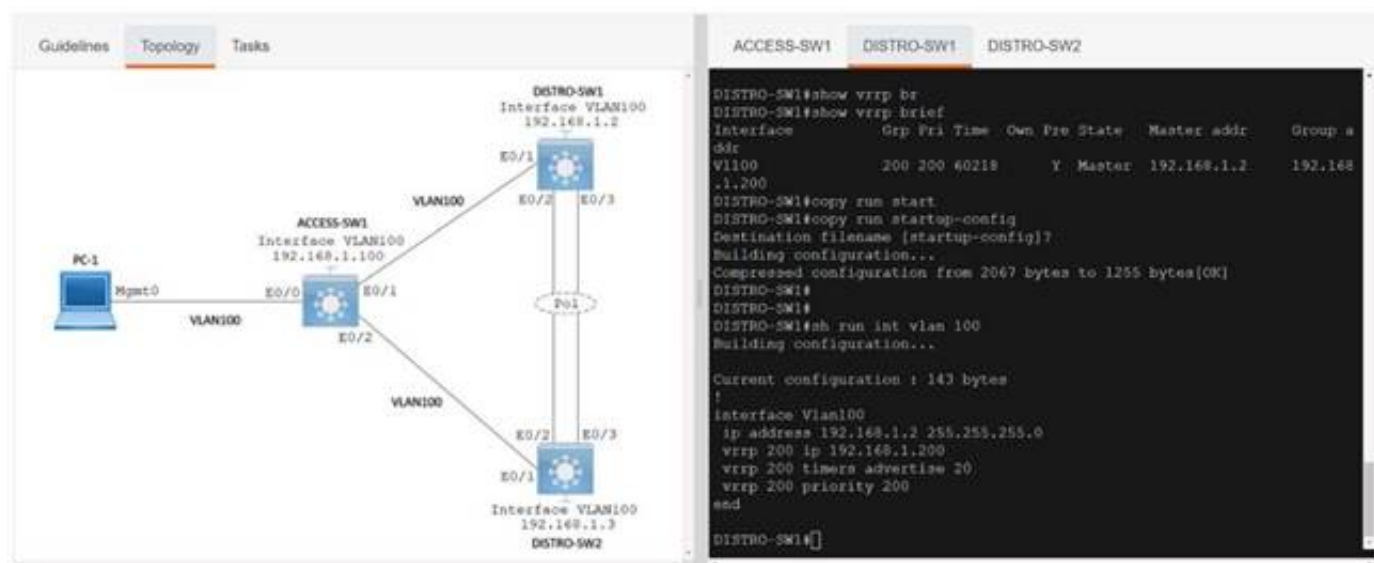 Guidelines Topology Tasks
DISTRO-SW1
Interface VLAN100
192.168.1.2
E0/1
E0/2 E0/3
VLAN100
ACCESS-SW1
Interface VLAN100
192.168.1.100
PC-1
Mgmt0
E0/0 E0/1
VLAN100
Po1
E0/2
VLAN100
E0/2 E0/3
E0/1
Interface VLAN100
192.168.1.3
DISTRO-SW2
ACCESS-SW1 DISTRO-SW1 DISTRO-SW2
DISTRO-SW1#show vrrp br
DISTRO-SW1#show vrrp brief
Interface Grp Pri Time Own Pre State Master addr Group a
ddr
Vl100 200 200 60218 Y Master 192.168.1.2 192.168
.1.200
DISTRO-SW1#copy run start
DISTRO-SW1#copy run startup-config
Destination filename [startup-config]?
Building configuration...
Compressed configuration from 2067 bytes to 1255 bytes[OK]
DISTRO-SW1#
DISTRO-SW1#
DISTRO-SW1#sh run int vlan 100
Building configuration...
Current configuration : 143 bytes
!
interface Vlan100
ip address 192.168.1.2 255.255.255.0
vrrp 200 ip 192.168.1.200
vrrp 200 timers advertise 20
vrrp 200 priority 200
end
DISTRO-SW1#